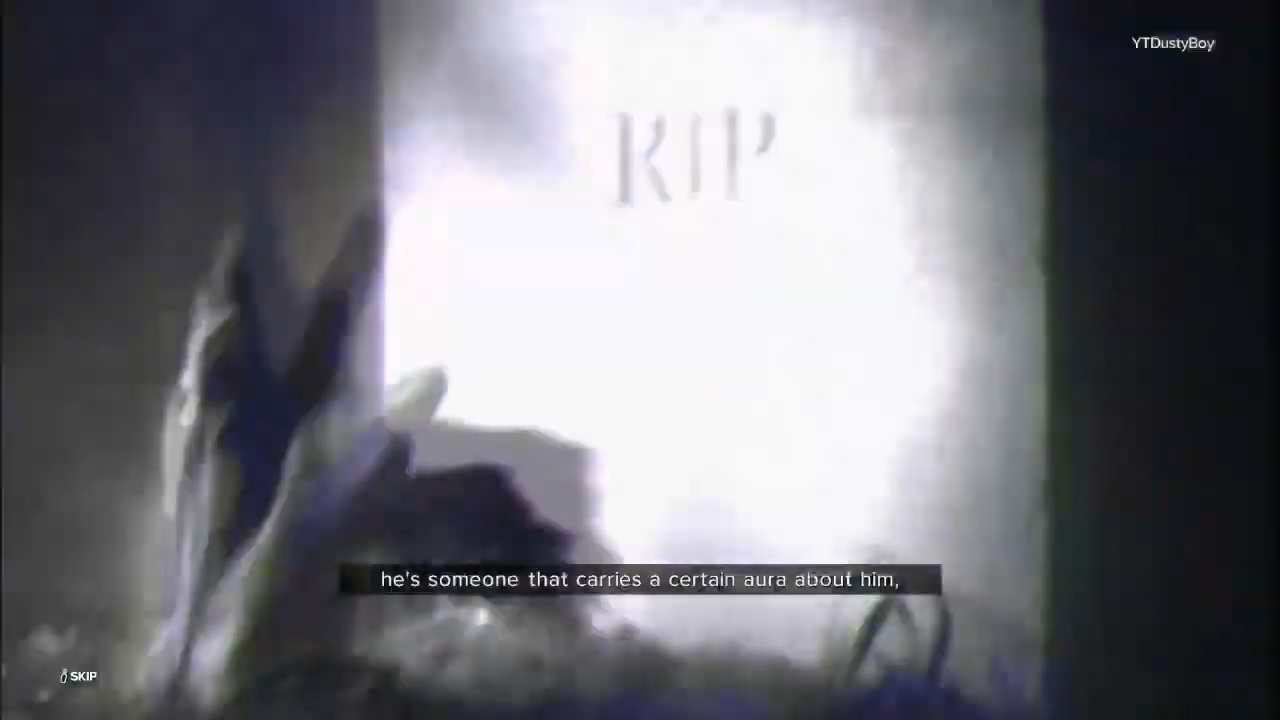 YTDustyBoy
RIP
he's someone that carries a certain aura about him,
SKIP